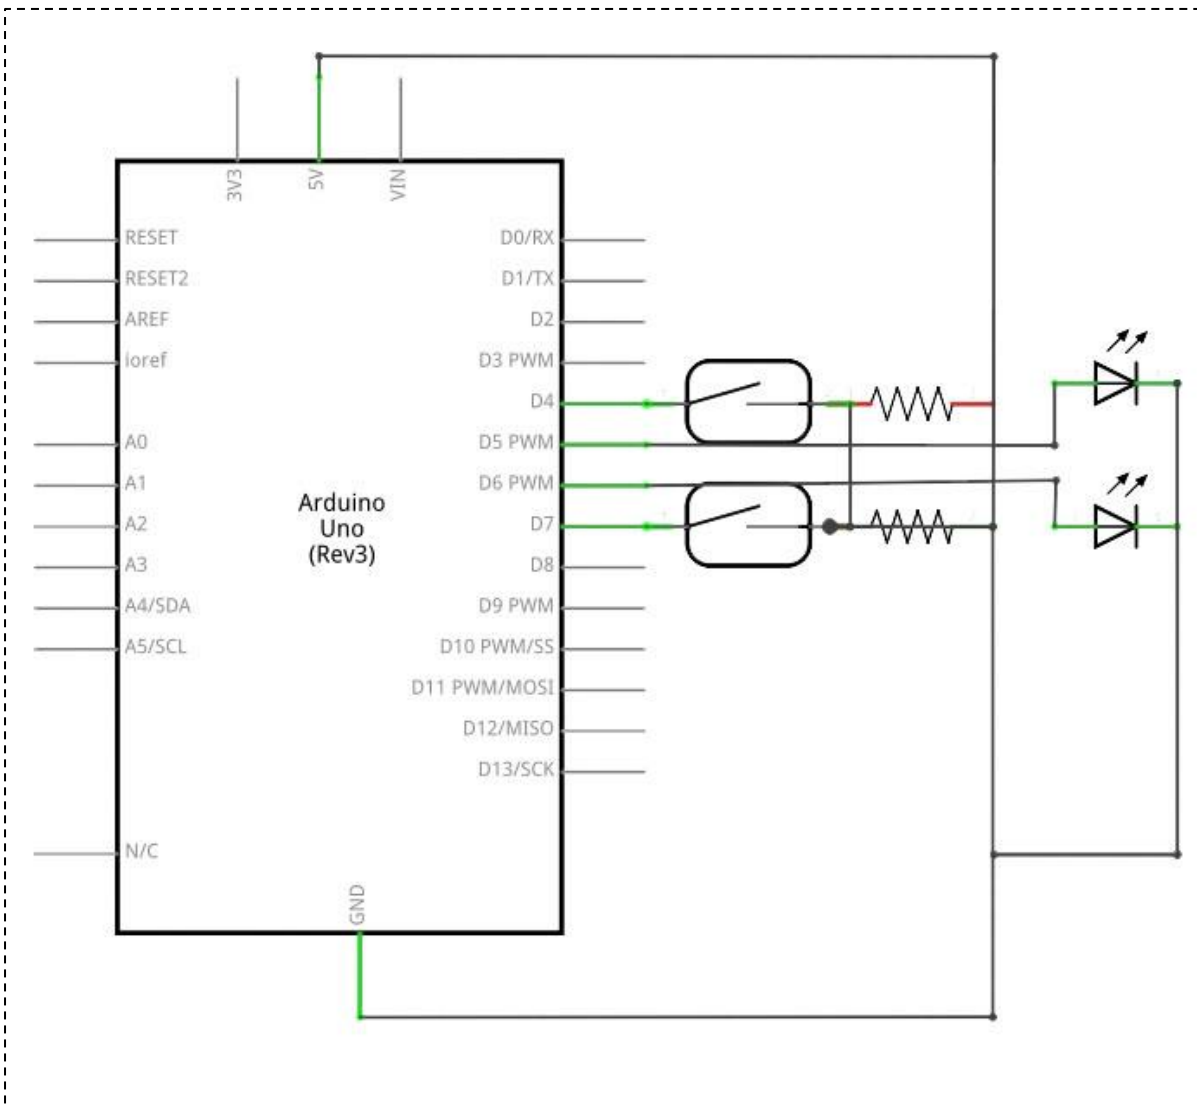 3V3
5V
VIN
RESET
D0/RX
RESET2
D1/TX
AREF
D2
ioref
D3 PWM
D4
A0
D5 PWM
A1
D6 PWM
Arduino
Uno
(Rev3)
A2
D7
A3
D8
A4/SDA
D9 PWM
A5/SCL
D10 PWM/SS
D11 PWM/MOSI
D12/MISO
D13/SCK
N/C
GND